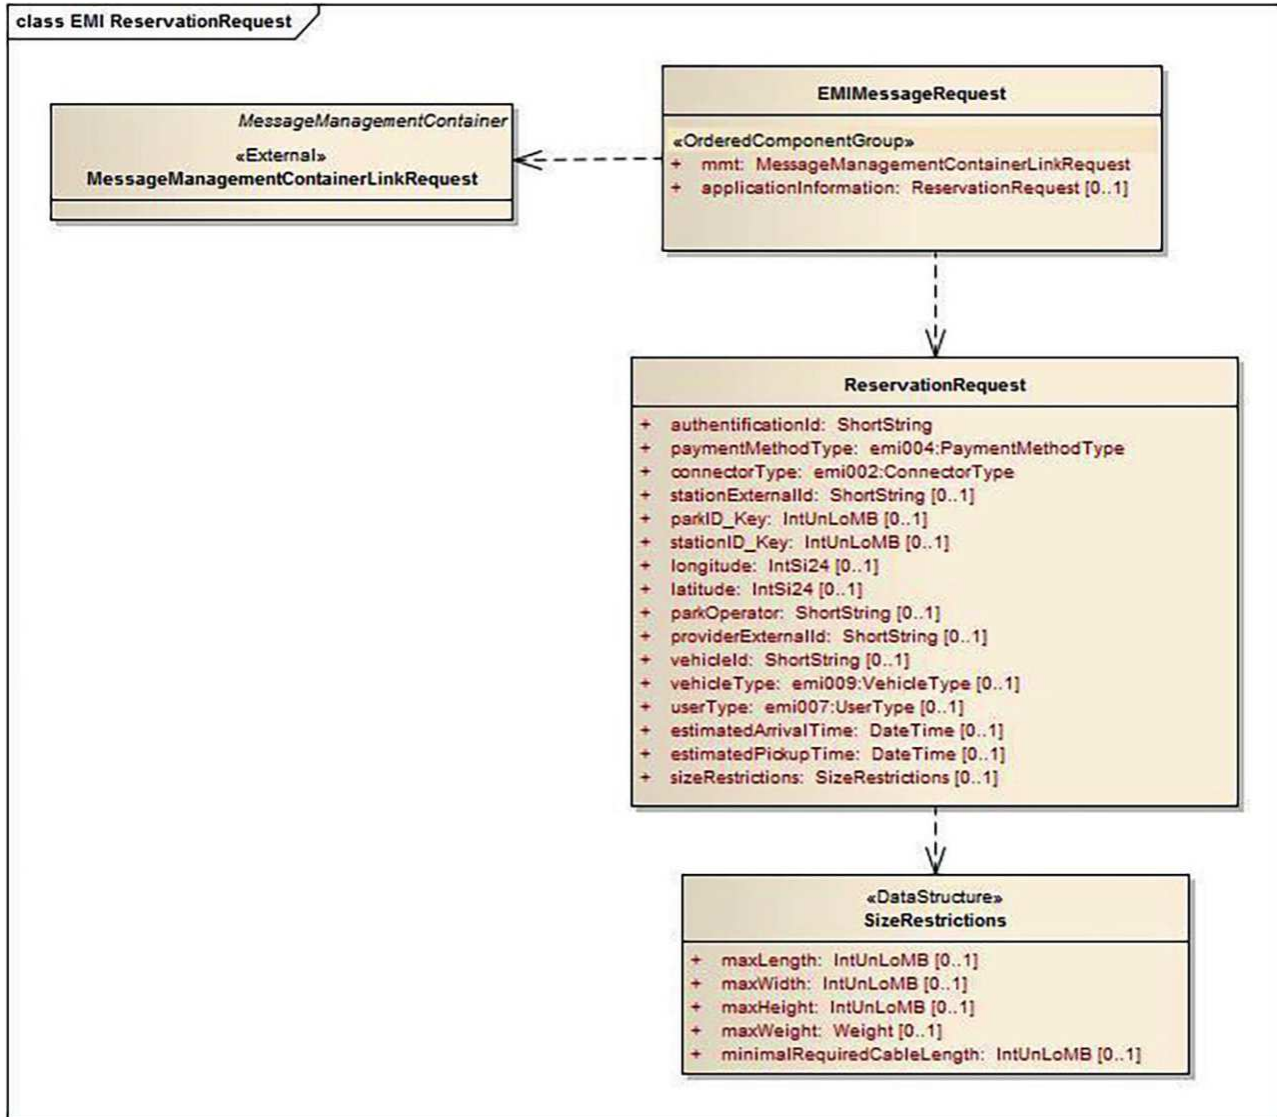 class EMI ReservationRequest
MessageManagementContainer
«External»
MessageManagementContainerLinkRequest
EMIMessageRequest
«OrderedComponentGroup»
+ mmt: MessageManagementContainerLinkRequest
+ applicationInformation: ReservationRequest [0..1]
ReservationRequest
+ authentificationId: ShortString
+ paymentMethodType: emi004:PaymentMethodType
+ connectorType: emi002:ConnectorType
+ stationExternalId: ShortString [0..1]
+ parkID_Key: IntUnLoMB [0..1]
+ stationID_Key: IntUnLoMB [0..1]
+ longitude: IntSi24 [0..1]
+ latitude: IntSi24 [0..1]
+ parkOperator: ShortString [0..1]
+ providerExternalId: ShortString [0..1]
+ vehicleId: ShortString [0..1]
+ vehicleType: emi009:VehicleType [0..1]
+ userType: emi007:UserType [0..1]
+ estimatedArrivalTime: DateTime [0..1]
+ estimatedPickupTime: DateTime [0..1]
+ sizeRestrictions: SizeRestrictions [0..1]
«DataStructure»
SizeRestrictions
+ maxLength: IntUnLoMB [0..1]
+ maxWidth: IntUnLoMB [0..1]
+ maxHeight: IntUnLoMB [0..1]
+ maxWeight: Weight [0..1]
+ minimalRequiredCableLength: IntUnLoMB [0..1]